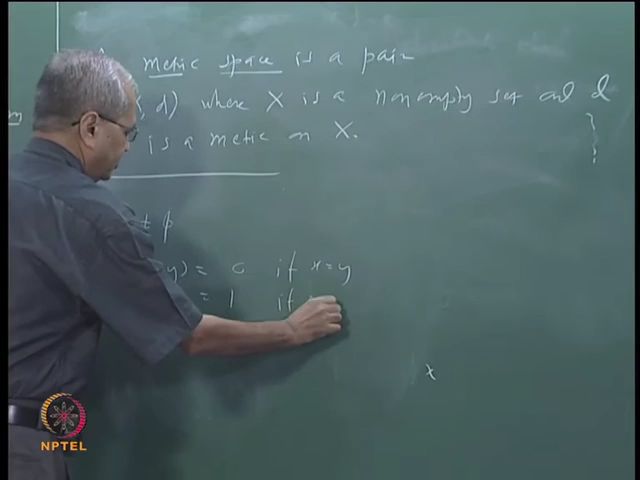 metric space is a pair
, d) where X is a nonempty set and d
is a metic on X.
t p
y) = 0 if x = y
= 1 if
x
NPTEL